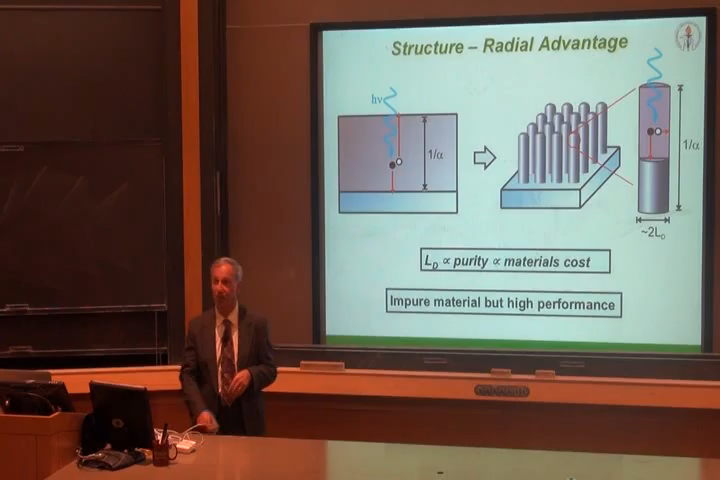 Structure – Radial Advantage
hν
1/α
1/α
~2L_D
L_D ∝ purity ∝ materials cost
Impure material but high performance